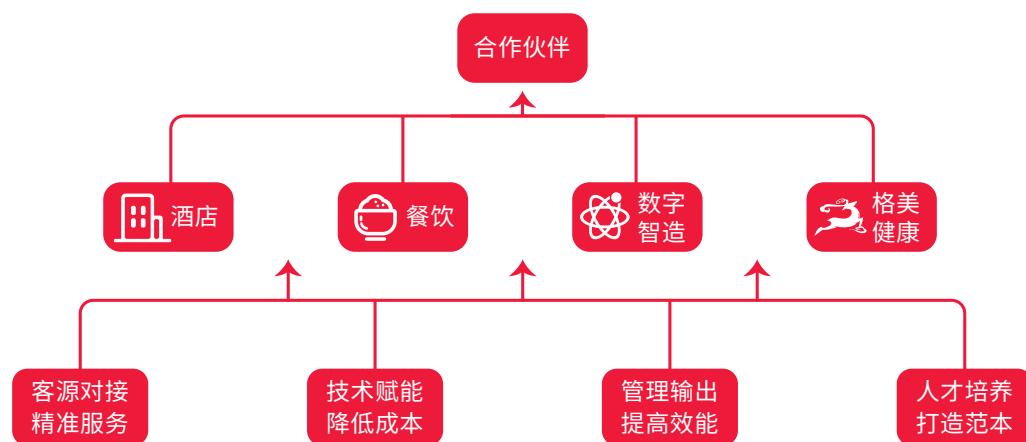 合作伙伴
酒店
餐饮
数字
智造
格美
健康
客源对接
精准服务
技术赋能
降低成本
管理输出
提高效能
人才培养
打造范本